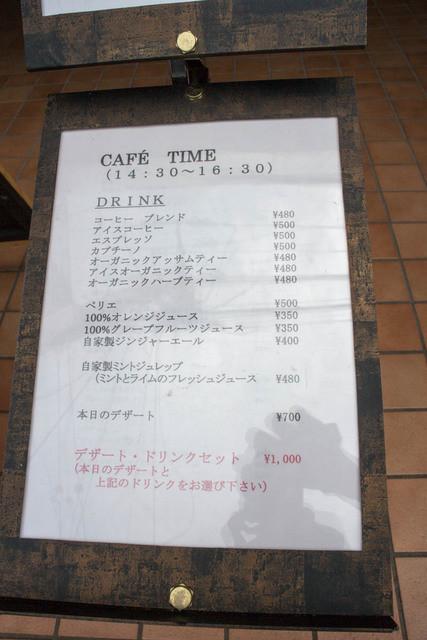 CAFÉ TIME
(14：30～16：30)
DRINK
コーヒー ブレンド ¥480
アイスコーヒー ¥500
エスプレッソ ¥500
カプチーノ ¥500
オーガニックアッサムティー ¥480
アイスオーガニックティー ¥480
オーガニックハーブティー ¥480
ペリエ ¥500
100%オレンジジュース ¥350
100%グレープフルーツジュース ¥350
自家製ジンジャーエール ¥400
自家製ミントジュレップ
(ミントとライムのフレッシュジュース ¥480
本日のデザート ¥700
デザート・ドリンクセット ¥1,000
(本日のデザートと
上記のドリンクをお選び下さい)